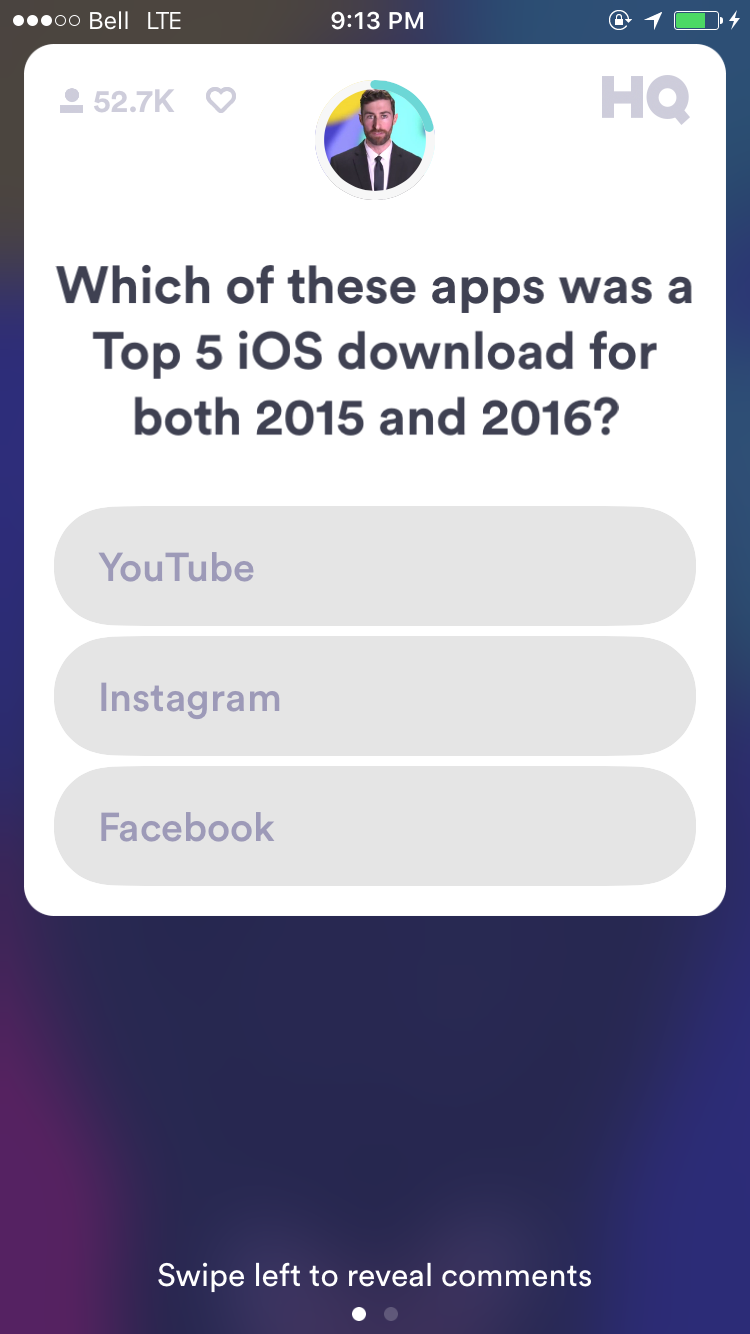 Bell LTE 9:13 PM
52.7K HQ
Which of these apps was a
Top 5 iOS download for
both 2015 and 2016?
YouTube
Instagram
Facebook
Swipe left to reveal comments